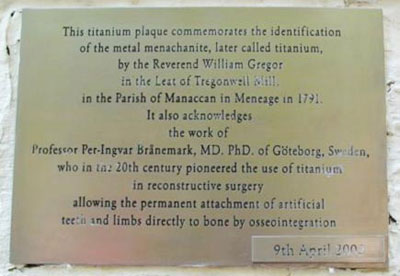 This titanium plaque commemorates the identification
of the metal menachanite, later called titanium,
by the Reverend William Gregor
in the Leat of Tregonwell Mill,
in the Parish of Manaccan in Meneage in 1791.
It also acknowledges
the work of
Professor Per-Ingvar Brånemark, MD. PhD. of Göteborg, Sweden,
who in the 20th century pioneered the use of titanium
in reconstructive surgery
allowing the permanent attachment of artificial
teeth and limbs directly to bone by osseointegration
9th April